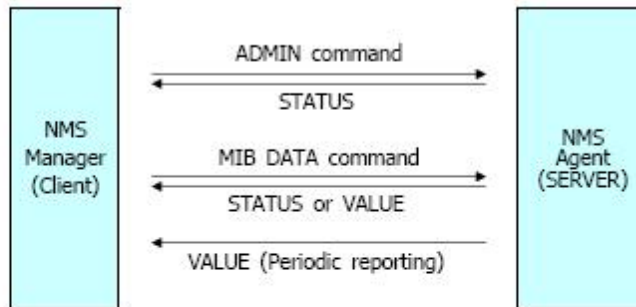 ADMIN command
STATUS
NMS
Manager
(Client)
MIB DATA command
STATUS or VALUE
VALUE (Periodic reporting)
NMS
Agent
(SERVER)